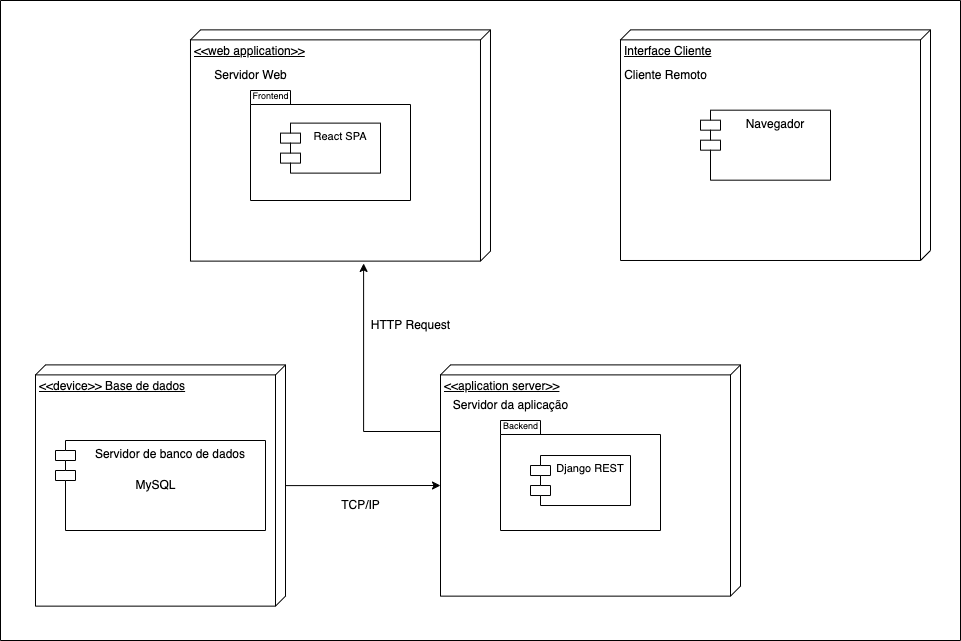 <<web application>>
Servidor Web
Frontend
React SPA
Interface Cliente
Cliente Remoto
Navegador
HTTP Request
<<device>> Base de dados
Servidor de banco de dados
MySQL
TCP/IP
<<aplication server>>
Servidor da aplicação
Backend
Django REST